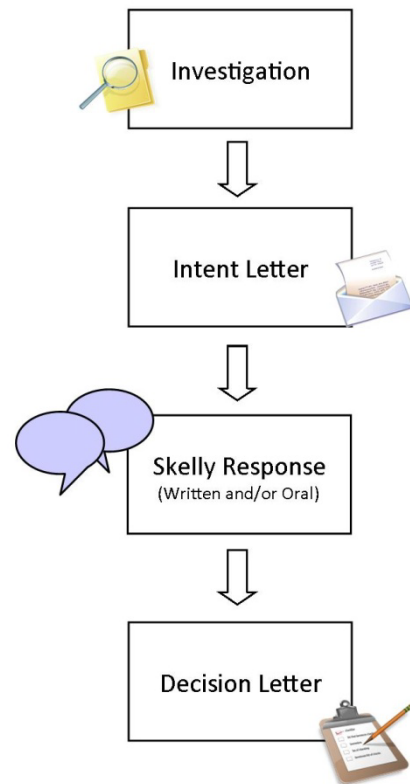 Investigation
Intent Letter
Skelly Response
(Written and/or Oral)
Decision Letter